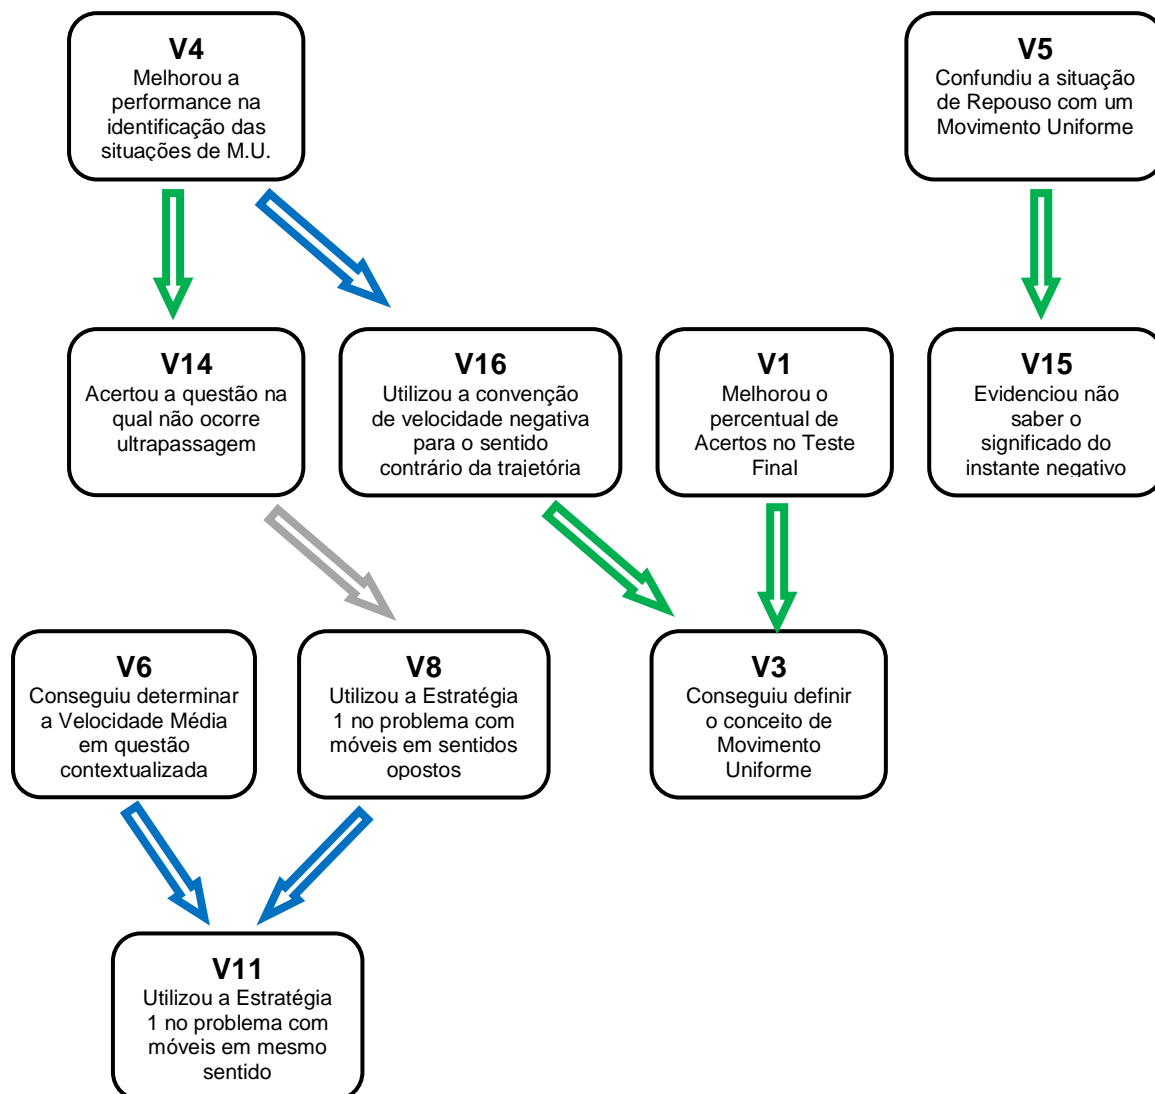 V4
Melhorou a
performance na
identificação das
situações de M.U.
V5
Confundiu a situação
de Repouso com um
Movimento Uniforme
V14
Acertou a questão na
qual não ocorre
ultrapassagem
V16
Utilizou a convenção
de velocidade negativa
para o sentido
contrário da trajetória
V1
Melhorou o
percentual de
Acertos no Teste
Final
V15
Evidenciou não
saber o
significado do
instante negativo
V6
Conseguiu determinar
a Velocidade Média
em questão
contextualizada
V8
Utilizou a Estratégia
1 no problema com
móveis em sentidos
opostos
V3
Conseguiu definir
o conceito de
Movimento
Uniforme
V11
Utilizou a Estratégia
1 no problema com
móveis em mesmo
sentido